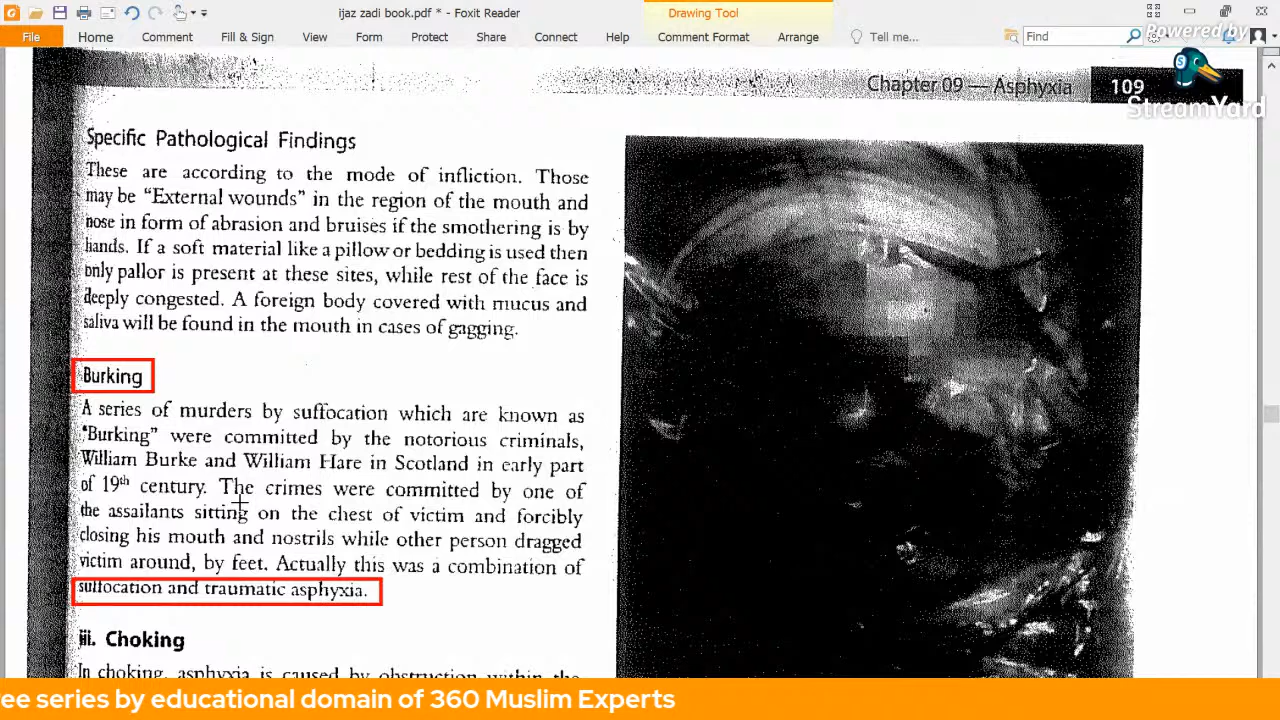 ijaz zadi book.pdf * - Foxit Reader
Drawing Tool
File
Home
Comment
Fill & Sign
View
Form
Protect
Share
Connect
Help
Comment Format
Arrange
Tell me...
Find
Powered by
StreamYard
Chapter 09 — Asphyxia 109
Specific Pathological Findings
These are according to the mode of infliction. Those
may be “External wounds” in the region of the mouth and
nose in form of abrasion and bruises if the smothering is by
hands. If a soft material like a pillow or bedding is used then
only pallor is present at these sites, while rest of the face is
deeply congested. A foreign body covered with mucus and
saliva will be found in the mouth in cases of gagging.
Burking
A series of murders by suffocation which are known as
“Burking” were committed by the notorious criminals,
William Burke and William Hare in Scotland in early part
of 19th century. The crimes were committed by one of
the assailants sitting on the chest of victim and forcibly
closing his mouth and nostrils while other person dragged
victim around, by feet. Actually this was a combination of
suffocation and traumatic asphyxia.
iii. Choking
In choking, asphyxia is caused by obstruction within the
ee series by educational domain of 360 Muslim Experts